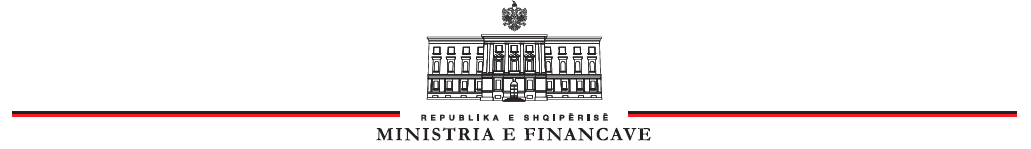 REPUBLIKA E SHQIPËRISË
MINISTRIA E FINANCAVE